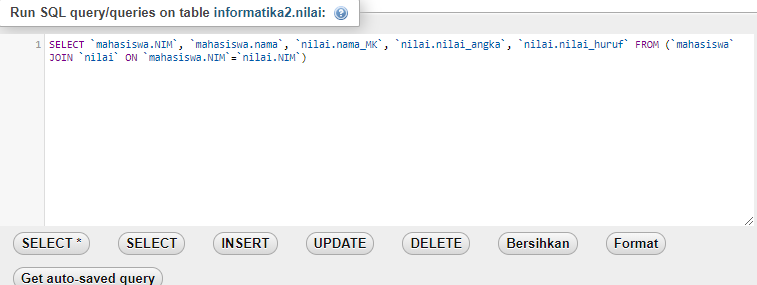 Run SQL query/queries on table informatika2.nilai:
1 SELECT `mahasiswa.NIM`, `mahasiswa.nama`, `nilai.nama_MK`, `nilai.nilai_angka`, `nilai.nilai_huruf` FROM (`mahasiswa`
JOIN `nilai` ON `mahasiswa.NIM`=`nilai.NIM`)
SELECT * SELECT INSERT UPDATE DELETE Bersihkan Format
Get auto-saved query